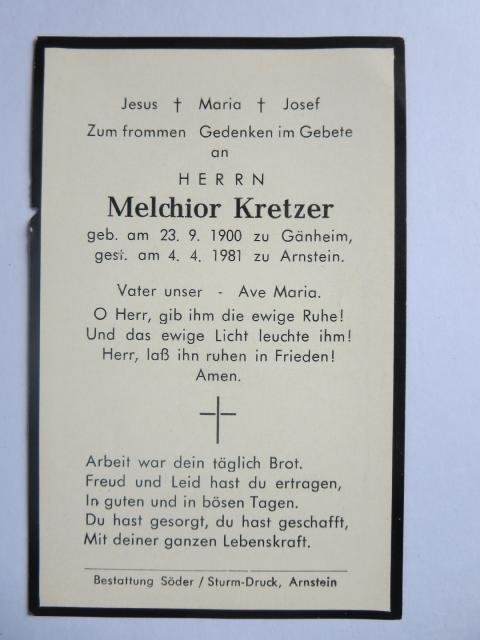 Jesus † Maria † Josef
Zum frommen Gedenken im Gebete
an
HERRN
Melchior Kretzer
geb. am 23. 9. 1900 zu Gänheim,
gest. am 4. 4. 1981 zu Arnstein.
Vater unser - Ave Maria.
O Herr, gib ihm die ewige Ruhe!
Und das ewige Licht leuchte ihm!
Herr, laß ihn ruhen in Frieden!
Amen.
Arbeit war dein täglich Brot.
Freud und Leid hast du ertragen,
In guten und in bösen Tagen.
Du hast gesorgt, du hast geschafft,
Mit deiner ganzen Lebenskraft.
Bestattung Söder / Sturm-Druck, Arnstein